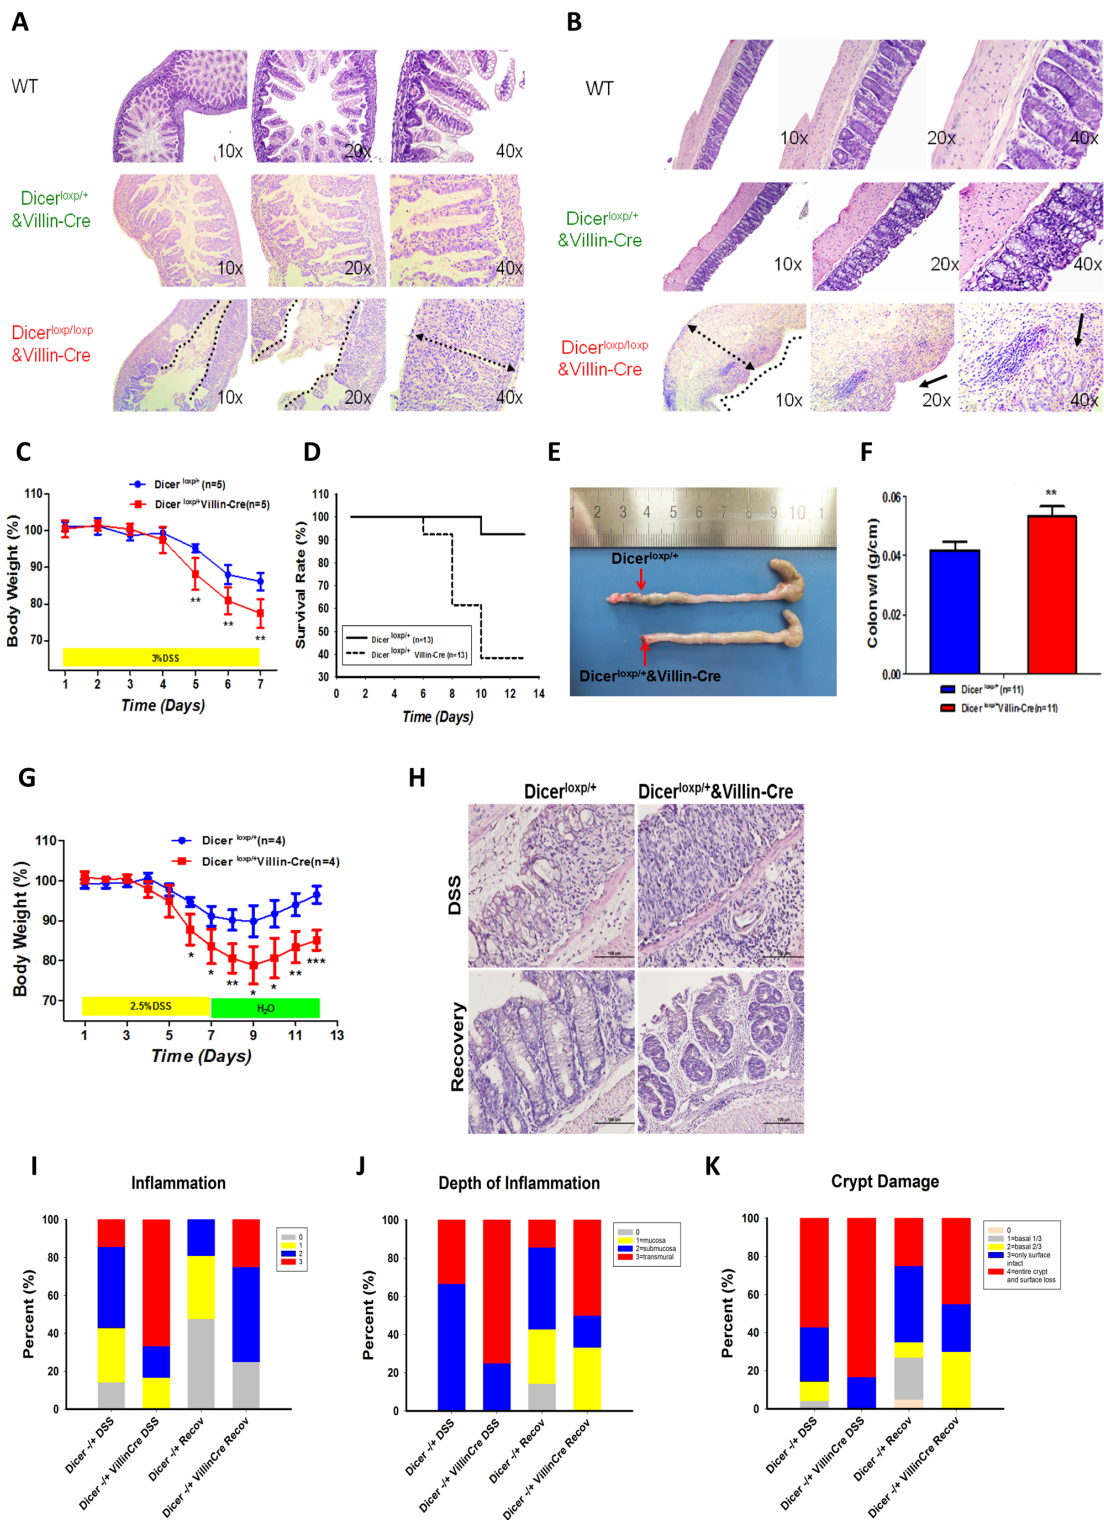 A
B
WT
10x
20x
40x
WT
10x
20x
40x
Dicer loxp/+
&Villin-Cre
10x
20x
40x
Dicer loxp/+
&Villin-Cre
10x
20x
40x
Dicer loxp/loxp
&Villin-Cre
10x
20x
40x
Dicer loxp/loxp
&Villin-Cre
10x
20x
40x
C
Dicer loxp/+ (n=5)
Dicer loxp/+ Villin-Cre(n=5)
Body Weight (%)
110
100
90
80
70
**
**
**
3%DSS
1 2 3 4 5 6 7
Time (Days)
D
Survival Rate (%)
110
100
90
80
70
60
50
40
30
Dicer loxp/+ (n=13)
Dicer loxp/+ Villin-Cre (n=13)
0 2 4 6 8 10 12 14
Time (Days)
E
1 2 3 4 5 6 7 8 9 10 1
Dicer loxp/+
Dicer loxp/+&Villin-Cre
F
Colon w/l (g/cm)
0.06
0.04
0.02
0.00
**
Dicer loxp/+ (n=11)
Dicer loxp/+ Villin-Cre(n=11)
G
Dicer loxp/+(n=4)
Dicer loxp/+ Villin-Cre(n=4)
Body Weight (%)
110
100
90
80
70
*
*
**
*
*
**
***
2.5%DSS
H₂O
1 3 5 7 9 11 13
Time (Days)
H
Dicer loxp/+
Dicer loxp/+&Villin-Cre
DSS
100 μm
100 μm
Recovery
100 μm
100 μm
I
Inflammation
Percent (%)
100
80
60
40
20
0
0
1
2
3
Dicer -/+ DSS
Dicer -/+ VillinCre DSS
Dicer -/+ Recov
Dicer -/+ VillinCre Recov
J
Depth of Inflammation
Percent (%)
100
80
60
40
20
0
0
1=mucosa
2=submucosa
3=transmural
Dicer -/+ DSS
Dicer -/+ VillinCre DSS
Dicer -/+ Recov
Dicer -/+ VillinCre Recov
K
Crypt Damage
Percent (%)
100
80
60
40
20
0
0
1=basal 1/3
2=basal 2/3
3=only surface
intact
4=entire crypt
and surface loss
Dicer -/+ DSS
Dicer -/+ VillinCre DSS
Dicer -/+ Recov
Dicer -/+ VillinCre Recov